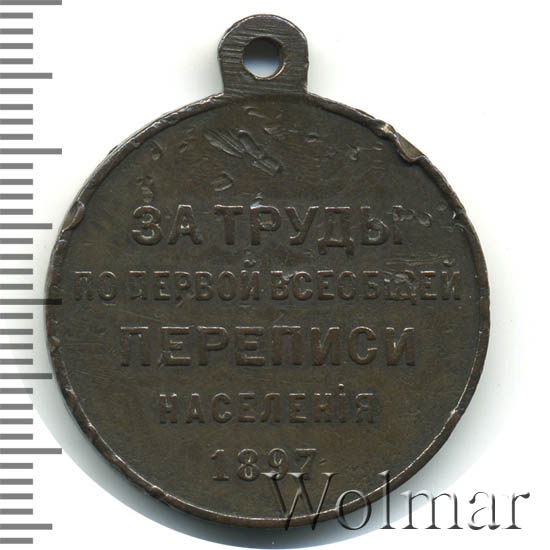 ЗА ТРУДЫ
ПО ПЕРВОЙ ВСЕОБЩЕЙ
ПЕРЕПИСИ
НАСЕЛЕНІЯ
1897
Wolmar